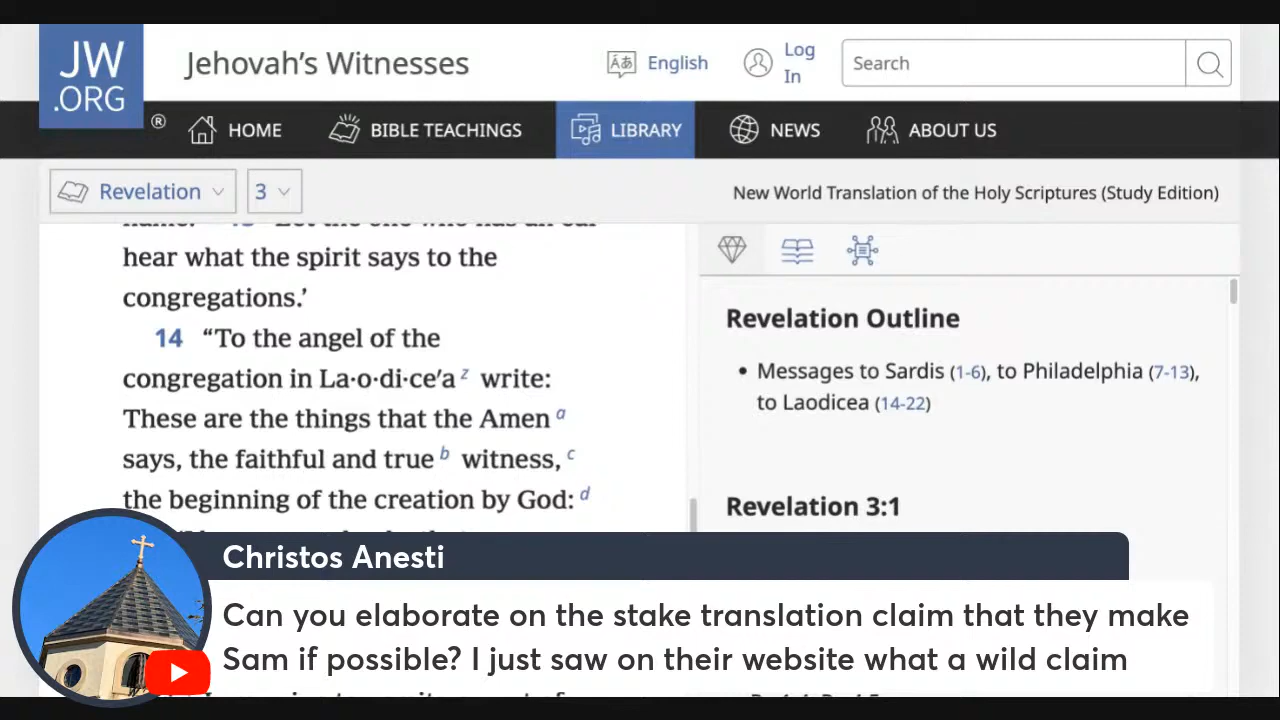 JW
.ORG
®
Jehovah's Witnesses
English
Log
In
Search
HOME
BIBLE TEACHINGS
LIBRARY
NEWS
ABOUT US
Revelation
3
New World Translation of the Holy Scriptures (Study Edition)
hear what the spirit says to the
congregations.’
14 “To the angel of the
congregation in La·o·di·ceʹa z write:
These are the things that the Amen a
says, the faithful and true b witness, c
the beginning of the creation by God: d
Revelation Outline
• Messages to Sardis (1-6), to Philadelphia (7-13),
to Laodicea (14-22)
Revelation 3:1
Christos Anesti
Can you elaborate on the stake translation claim that they make
Sam if possible? I just saw on their website what a wild claim